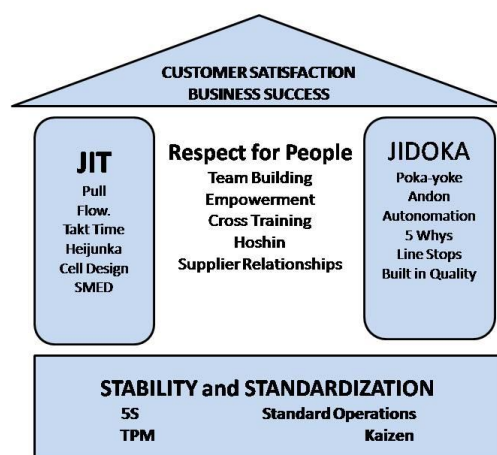 CUSTOMER SATISFACTION
BUSINESS SUCCESS
JIT
Pull
Flow.
Takt Time
Heijunka
Cell Design
SMED
Respect for People
Team Building
Empowerment
Cross Training
Hoshin
Supplier Relationships
JIDOKA
Poka-yoke
Andon
Autonomation
5 Whys
Line Stops
Built in Quality
STABILITY and STANDARDIZATION
5S Standard Operations
TPM Kaizen